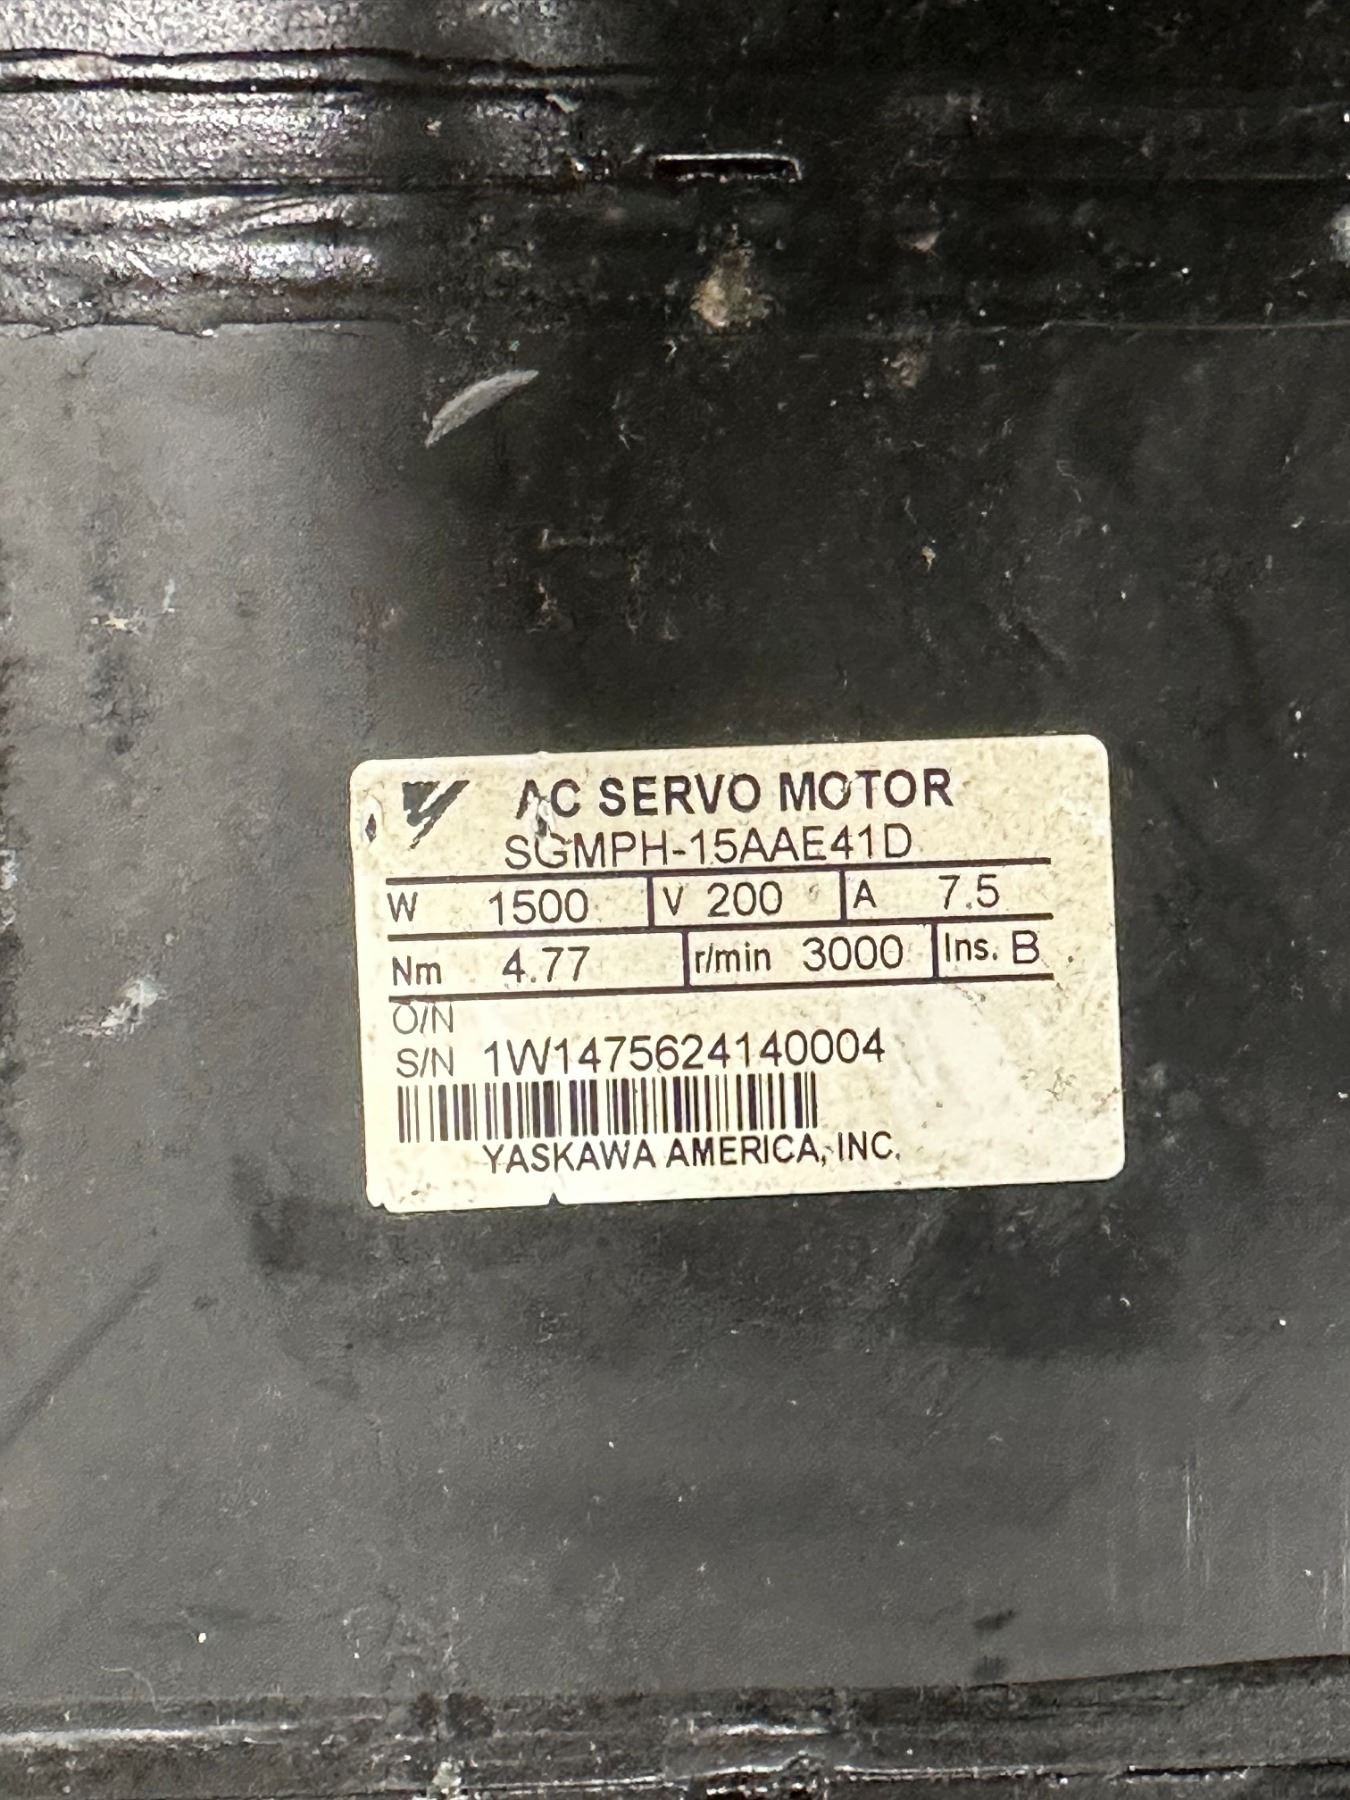 AC SERVO MOTOR
SGMPH-15AAE41D
W 1500 V 200 A 7.5
Nm 4.77 r/min 3000 Ins. B
O/N
S/N 1W1475624140004
YASKAWA AMERICA, INC.